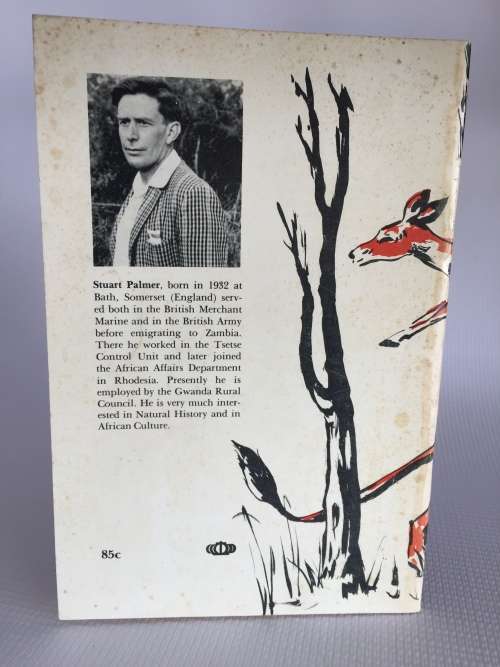 Stuart Palmer, born in 1932 at
Bath, Somerset (England) serv-
ed both in the British Merchant
Marine and in the British Army
before emigrating to Zambia.
There he worked in the Tsetse
Control Unit and later joined
the African Affairs Department
in Rhodesia. Presently he is
employed by the Gwanda Rural
Council. He is very much inter-
ested in Natural History and in
African Culture.
85c